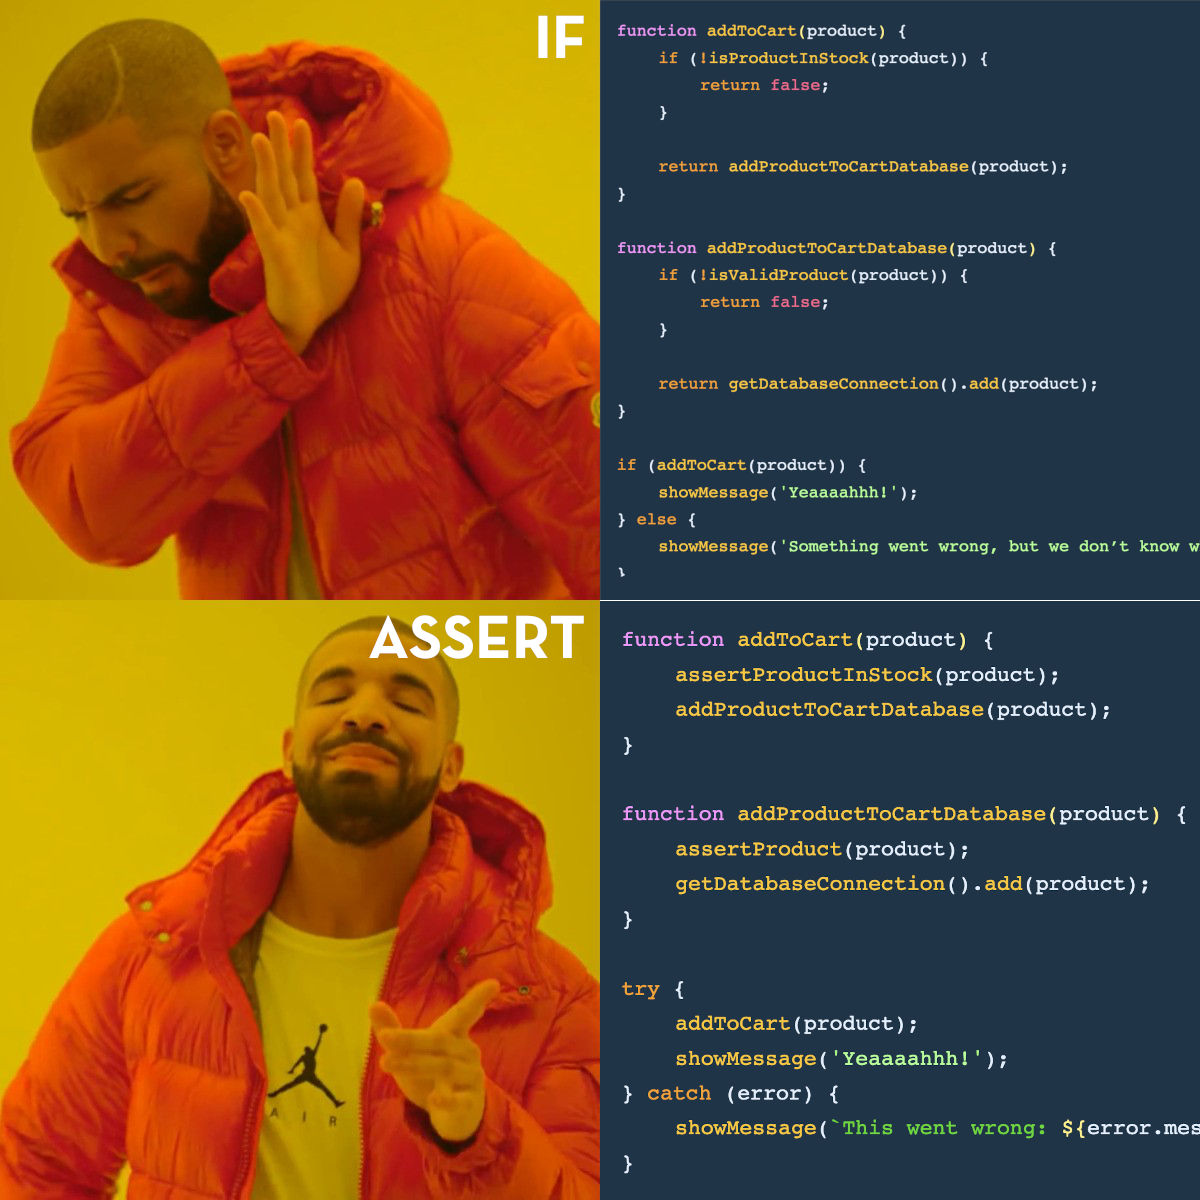 IF
function addToCart(product) {
    if (!isProductInStock(product)) {
        return false;
    }
    return addProductToCartDatabase(product);
}
function addProductToCartDatabase(product) {
    if (!isValidProduct(product)) {
        return false;
    }
    return getDatabaseConnection().add(product);
}
if (addToCart(product)) {
    showMessage('Yeaaaahhh!');
} else {
    showMessage('Something went wrong, but we don’t know w
}
ASSERT
function addToCart(product) {
    assertProductInStock(product);
    addProductToCartDatabase(product);
}
function addProductToCartDatabase(product) {
    assertProduct(product);
    getDatabaseConnection().add(product);
}
try {
    addToCart(product);
    showMessage('Yeaaaahhh!');
} catch (error) {
    showMessage(`This went wrong: ${error.mes
}
AIR